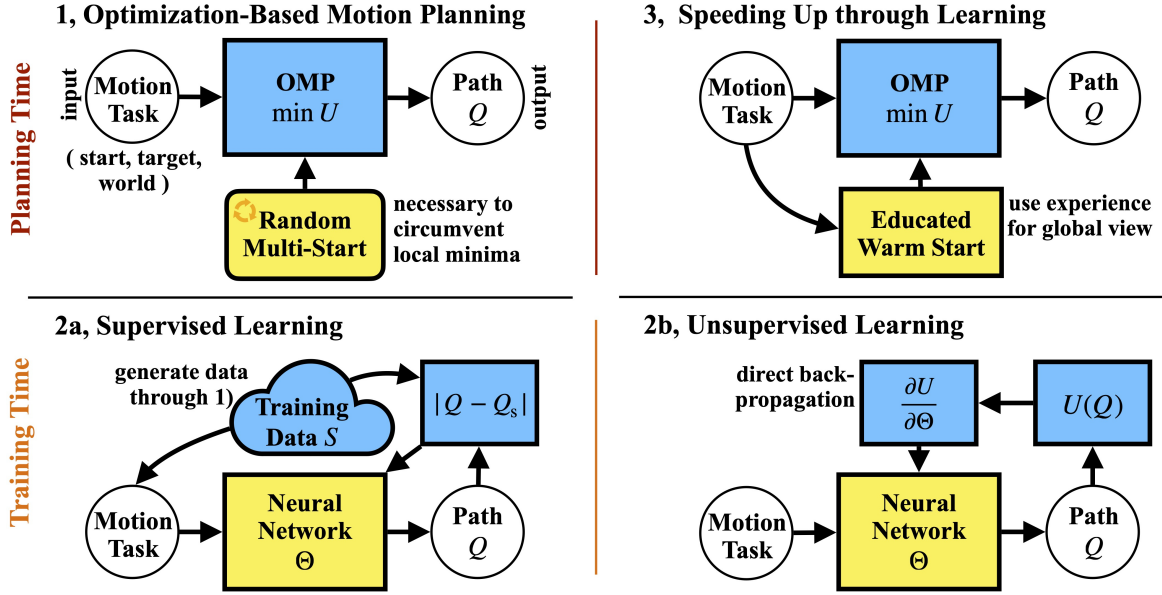 1, Optimization-Based Motion Planning
Planning Time
input
Motion
Task
( start, target,
world )
OMP
min U
Path
Q
output
Random
Multi-Start
necessary to
circumvent
local minima
3, Speeding Up through Learning
Motion
Task
OMP
min U
Path
Q
Educated
Warm Start
use experience
for global view
Training Time
2a, Supervised Learning
generate data
through 1)
Training
Data S
|Q − Qₛ|
Motion
Task
Neural
Network
Θ
Path
Q
2b, Unsupervised Learning
direct back-
propagation
∂U
∂Θ
U(Q)
Motion
Task
Neural
Network
Θ
Path
Q